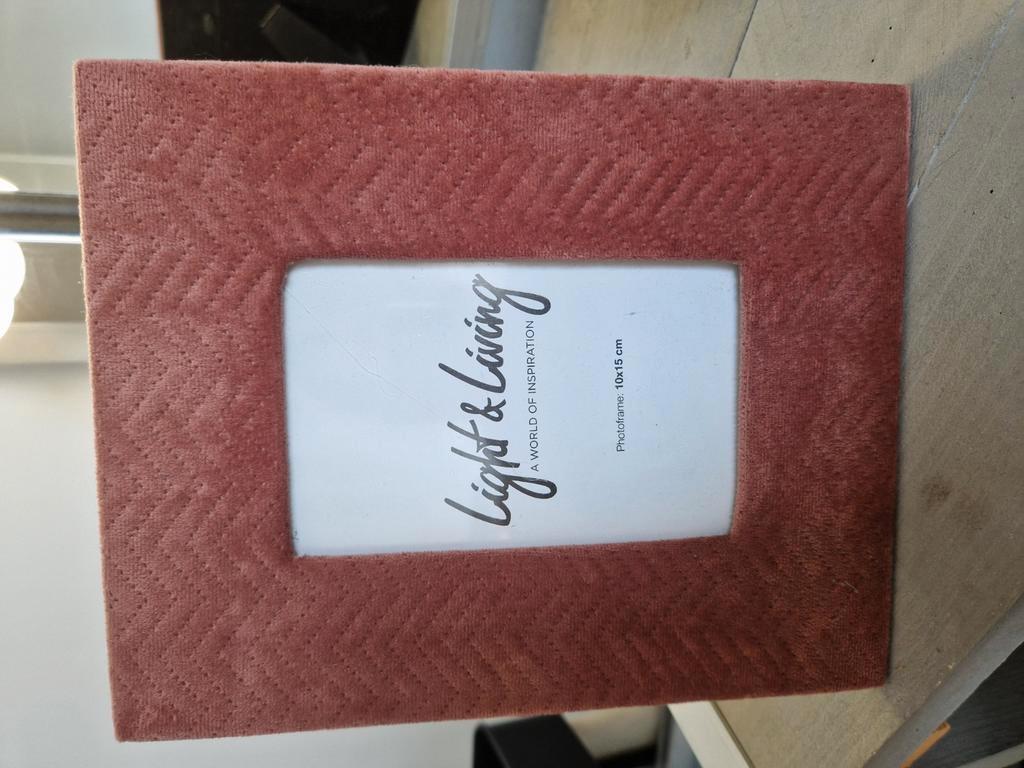 Light & Living
A WORLD OF INSPIRATION
Photoframe: 10x15 cm